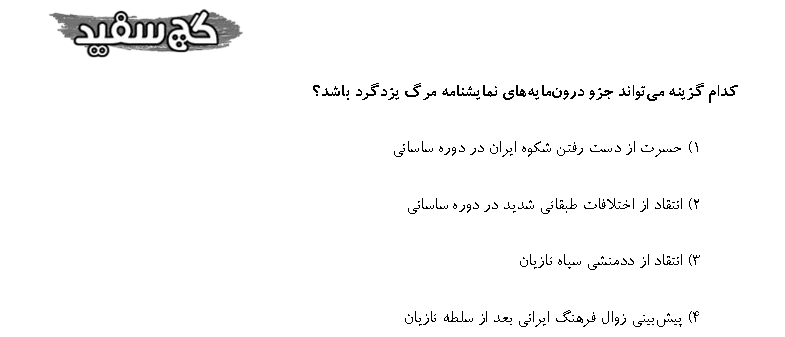 گچ سفید
کدام گزینه می‌تواند جزو درون‌مایه‌های نمایشنامه مرگ یزدگرد باشد؟
۱) حسرت از دست رفتن شکوه ایران در دوره ساسانی
۲) انتقاد از اختلافات طبقاتی شدید در دوره ساسانی
۳) انتقاد از ددمنشی سپاه تازیان
۴) پیش‌بینی زوال فرهنگ ایرانی بعد از سلطه تازیان